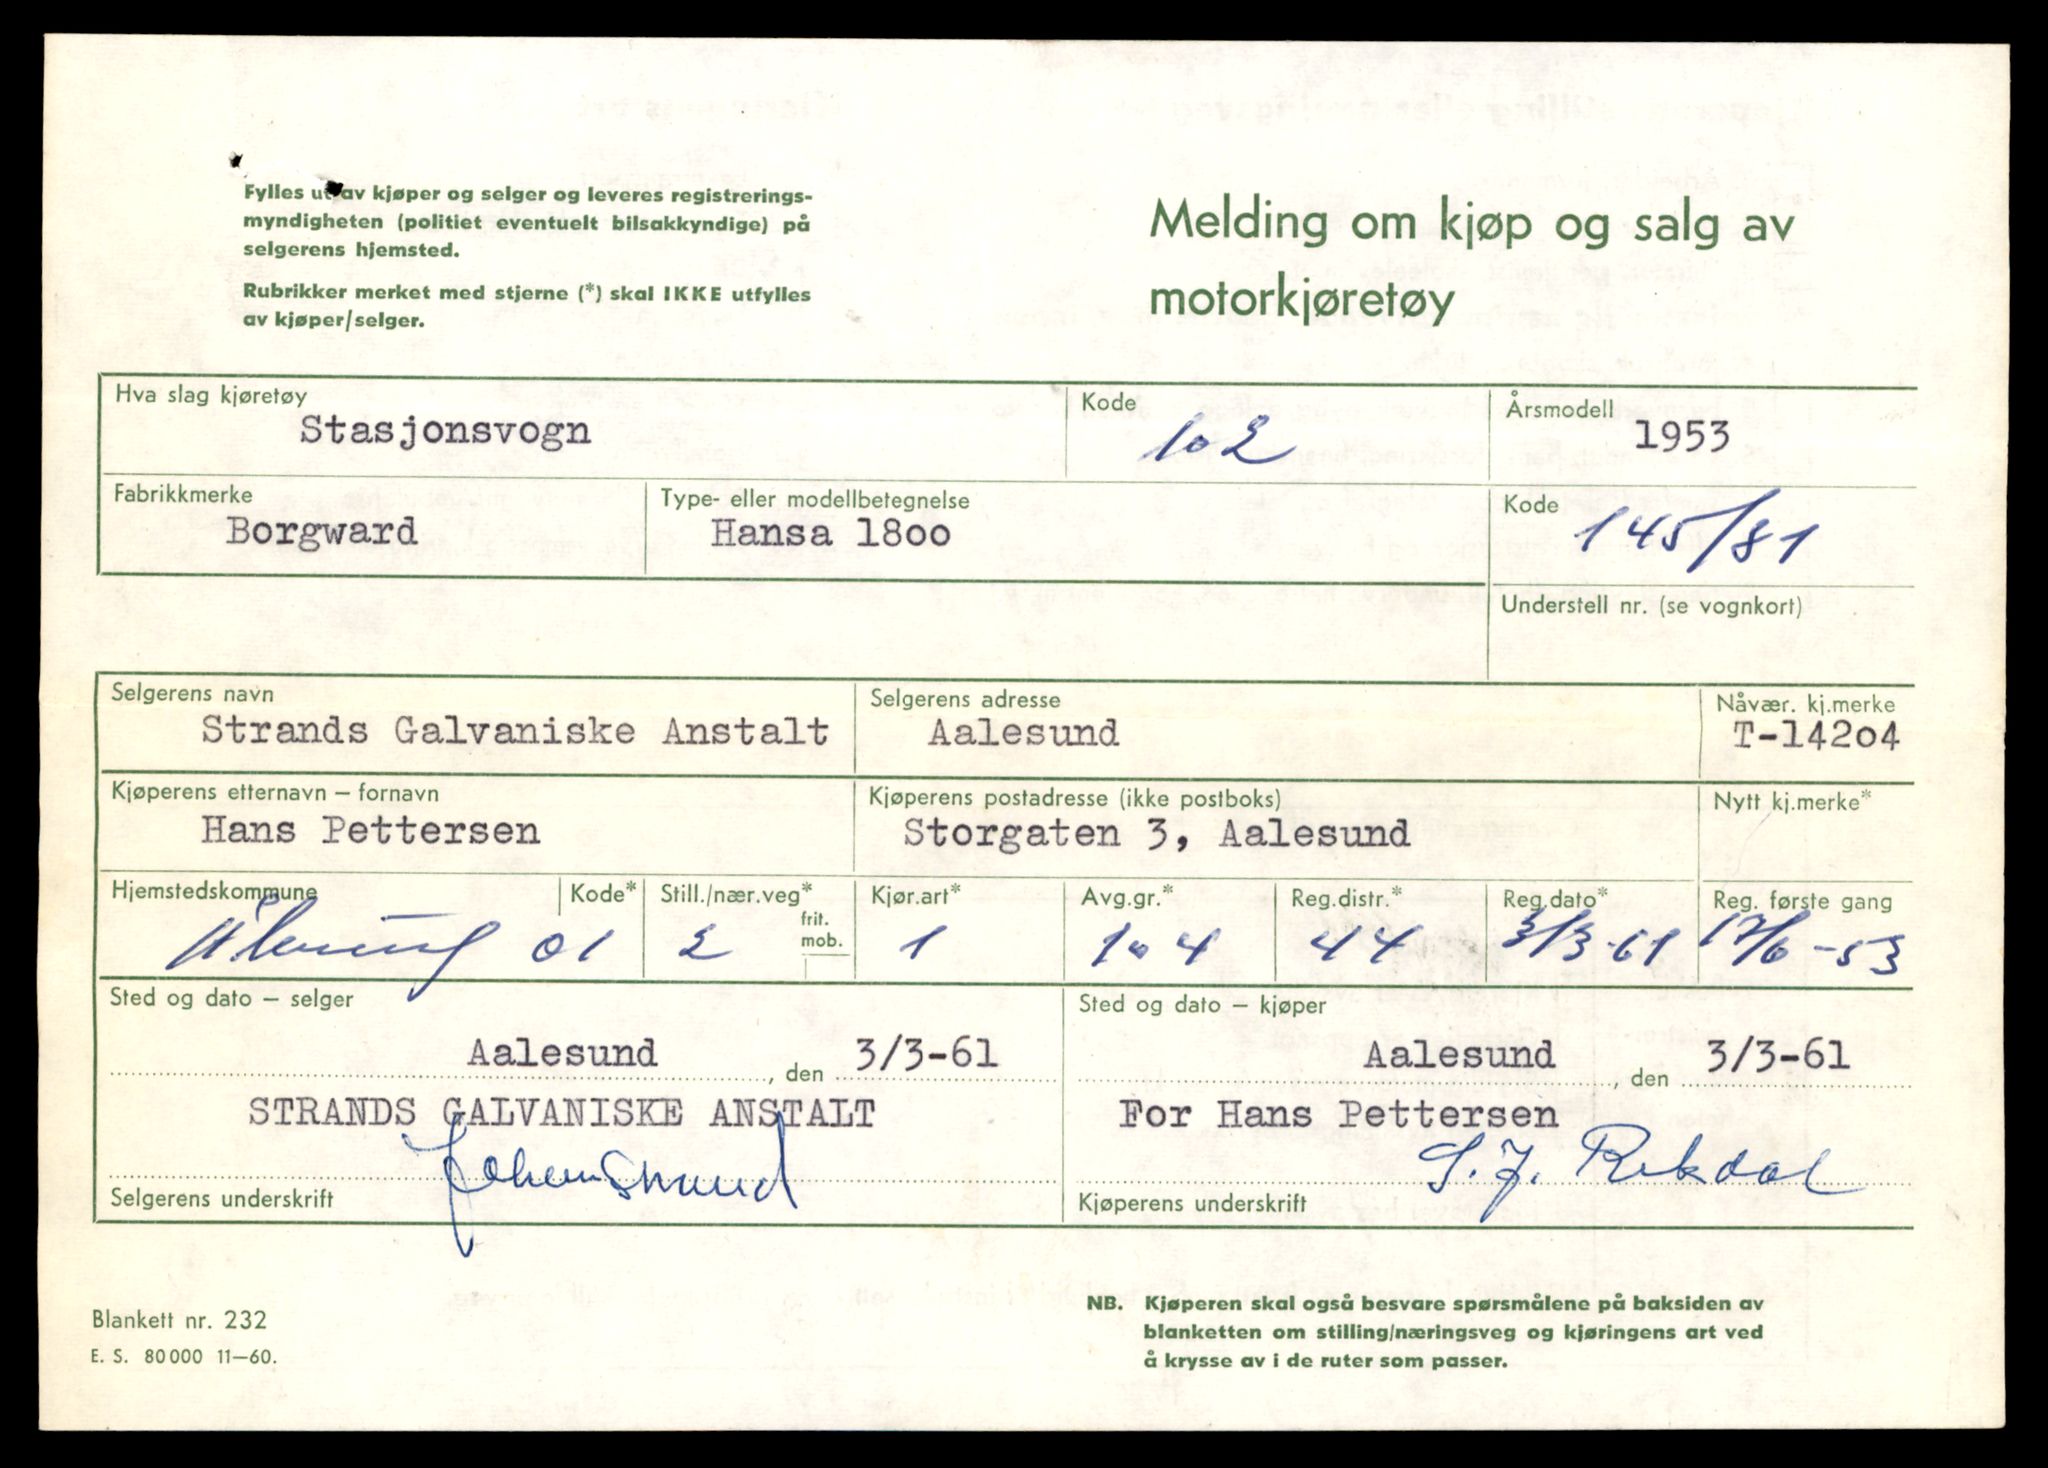 Fylles ut av kjøper og selger og leveres registrerings-
myndigheten (politiet eventuelt bilsakkyndige) på
selgerens hjemsted.
Rubrikker merket med stjerne (*) skal IKKE utfylles
av kjøper/selger.
Melding om kjøp og salg av
motorkjøretøy
Hva slag kjøretøy
Stasjonsvogn
Kode
102
Årsmodell
1953
Fabrikkmerke
Borgward
Type- eller modellbetegnelse
Hansa 1800
Kode
145/81
Understell nr. (se vognkort)
Selgerens navn
Strands Galvaniske Anstalt
Selgerens adresse
Aalesund
Nåvær. kj.merke
T-14204
Kjøperens etternavn – fornavn
Hans Pettersen
Kjøperens postadresse (ikke postboks)
Storgaten 3, Aalesund
Nytt kj.merke*
Hjemstedskommune
Ålesund
Kode*
01
Still./nær.veg*
2
frit.
mob.
Kjør.art*
1
Avg.gr.*
104
Reg.distr.*
44
Reg.dato*
3/3-61
Reg. første gang
17/6-53
Sted og dato – selger
Aalesund, den 3/3-61
STRANDS GALVANISKE ANSTALT
Johan Strand
Selgerens underskrift
Sted og dato – kjøper
Aalesund, den 3/3-61
For Hans Pettersen
S. J. Rekdal
Kjøperens underskrift
Blankett nr. 232
E. S. 80000 11–60.
NB. Kjøperen skal også besvare spørsmålene på baksiden av
blanketten om stilling/næringsveg og kjøringens art ved
å krysse av i de ruter som passer.